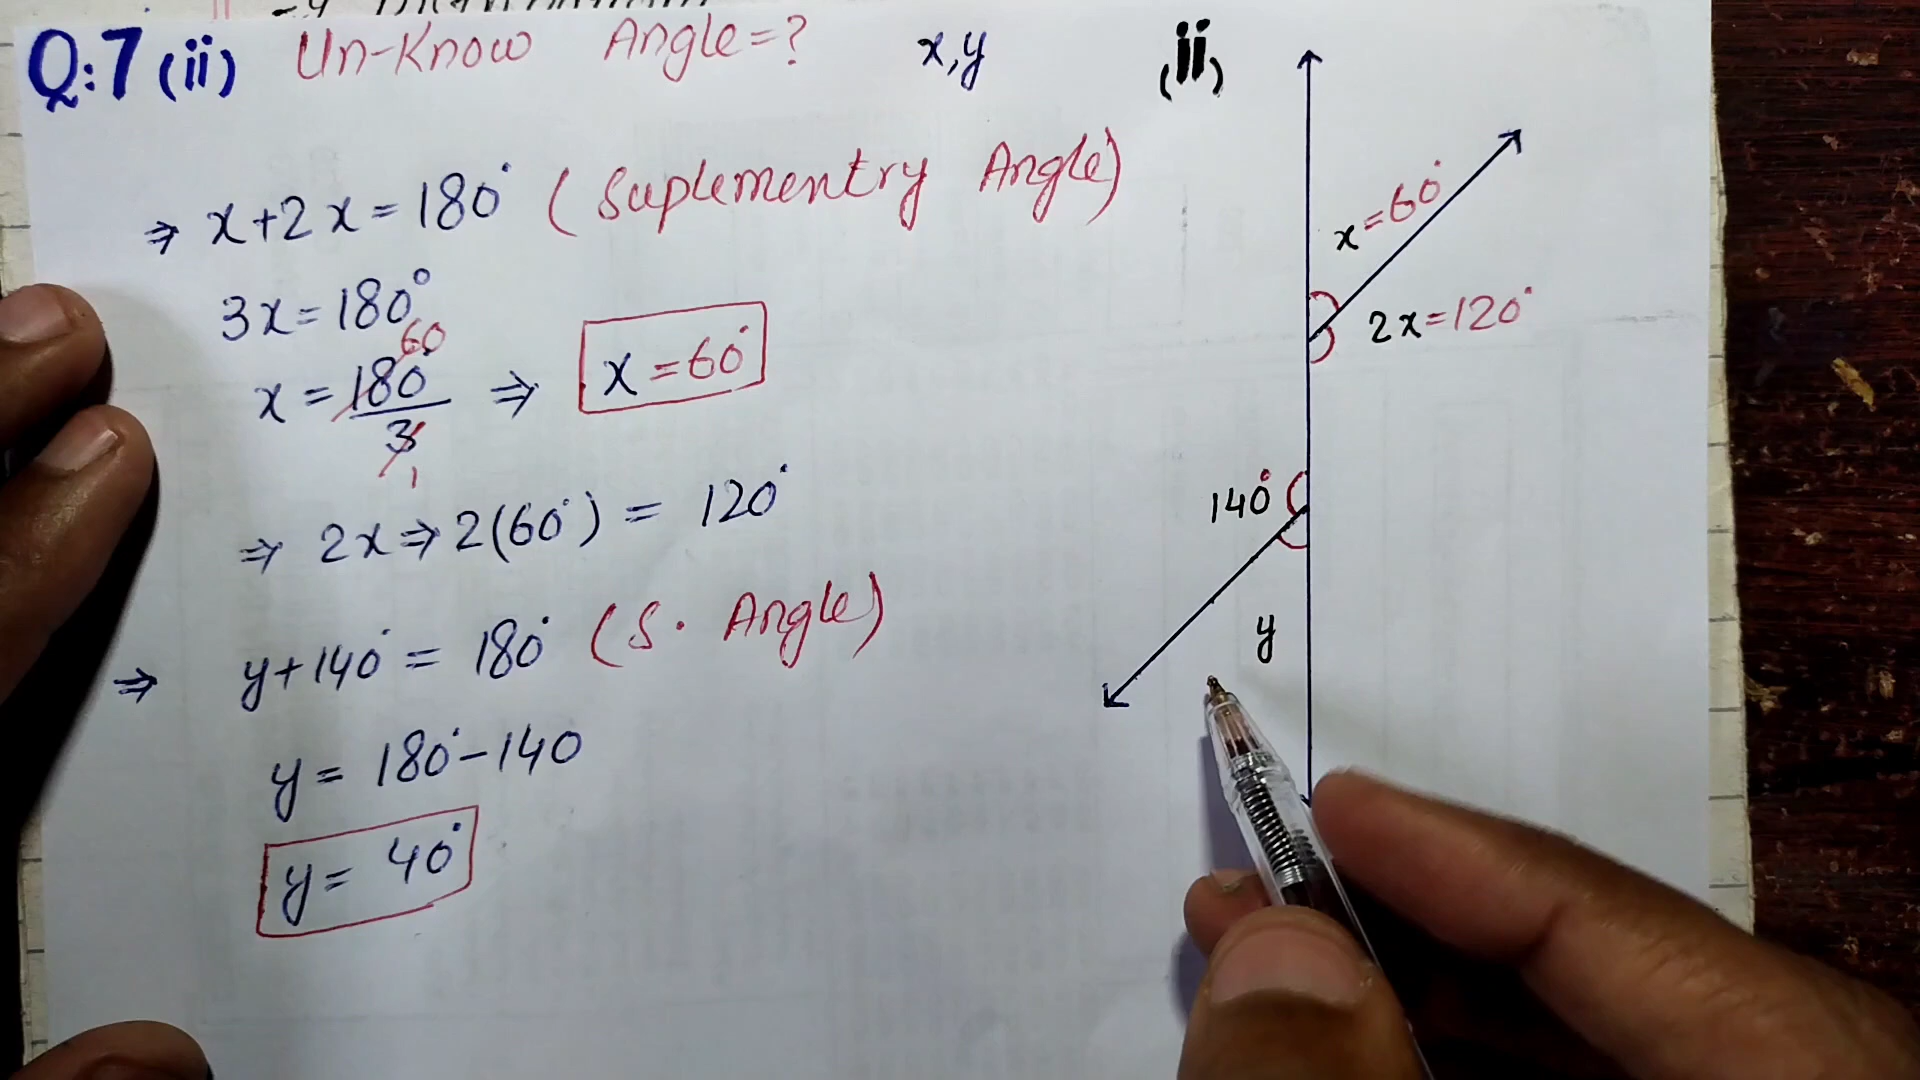 Q:7 (ii) Un-Know Angle=? x,y
⇒ x+2x=180° (Suplementry Angle)
3x=180°
60
x=180°/3 ⇒ x=60°
1
⇒ 2x⇒2(60°) = 120°
⇒ y+140°= 180° (S. Angle)
y= 180°-140
y= 40°
(ii)
x=60°
2x=120°
140°
y